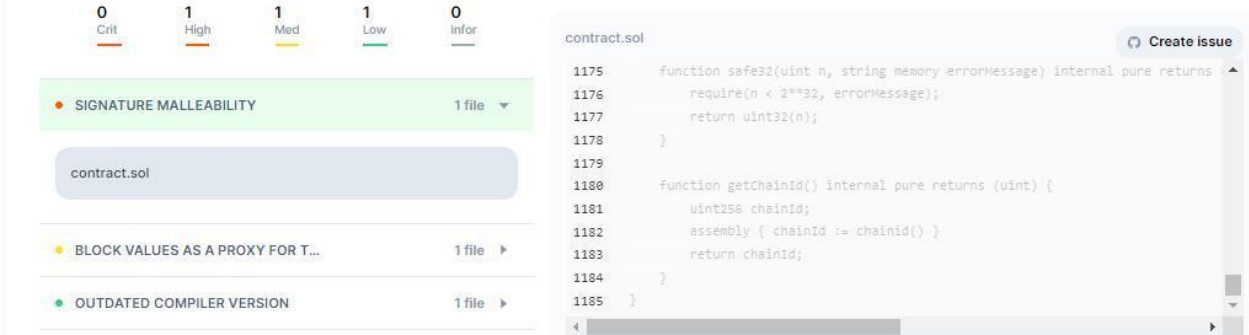 0 1 1 1 0
Crit High Med Low Infor
SIGNATURE MALLEABILITY 1 file
contract.sol
BLOCK VALUES AS A PROXY FOR T... 1 file
OUTDATED COMPILER VERSION 1 file
contract.sol
Create issue
1175 function safe32(uint n, string memory errorMessage) internal pure returns
1176 require(n < 2**32, errorMessage);
1177 return uint32(n);
1178 }
1179
1180 function getChainId() internal pure returns (uint) {
1181 uint256 chainId;
1182 assembly { chainId := chainid() }
1183 return chainId;
1184 }
1185 }